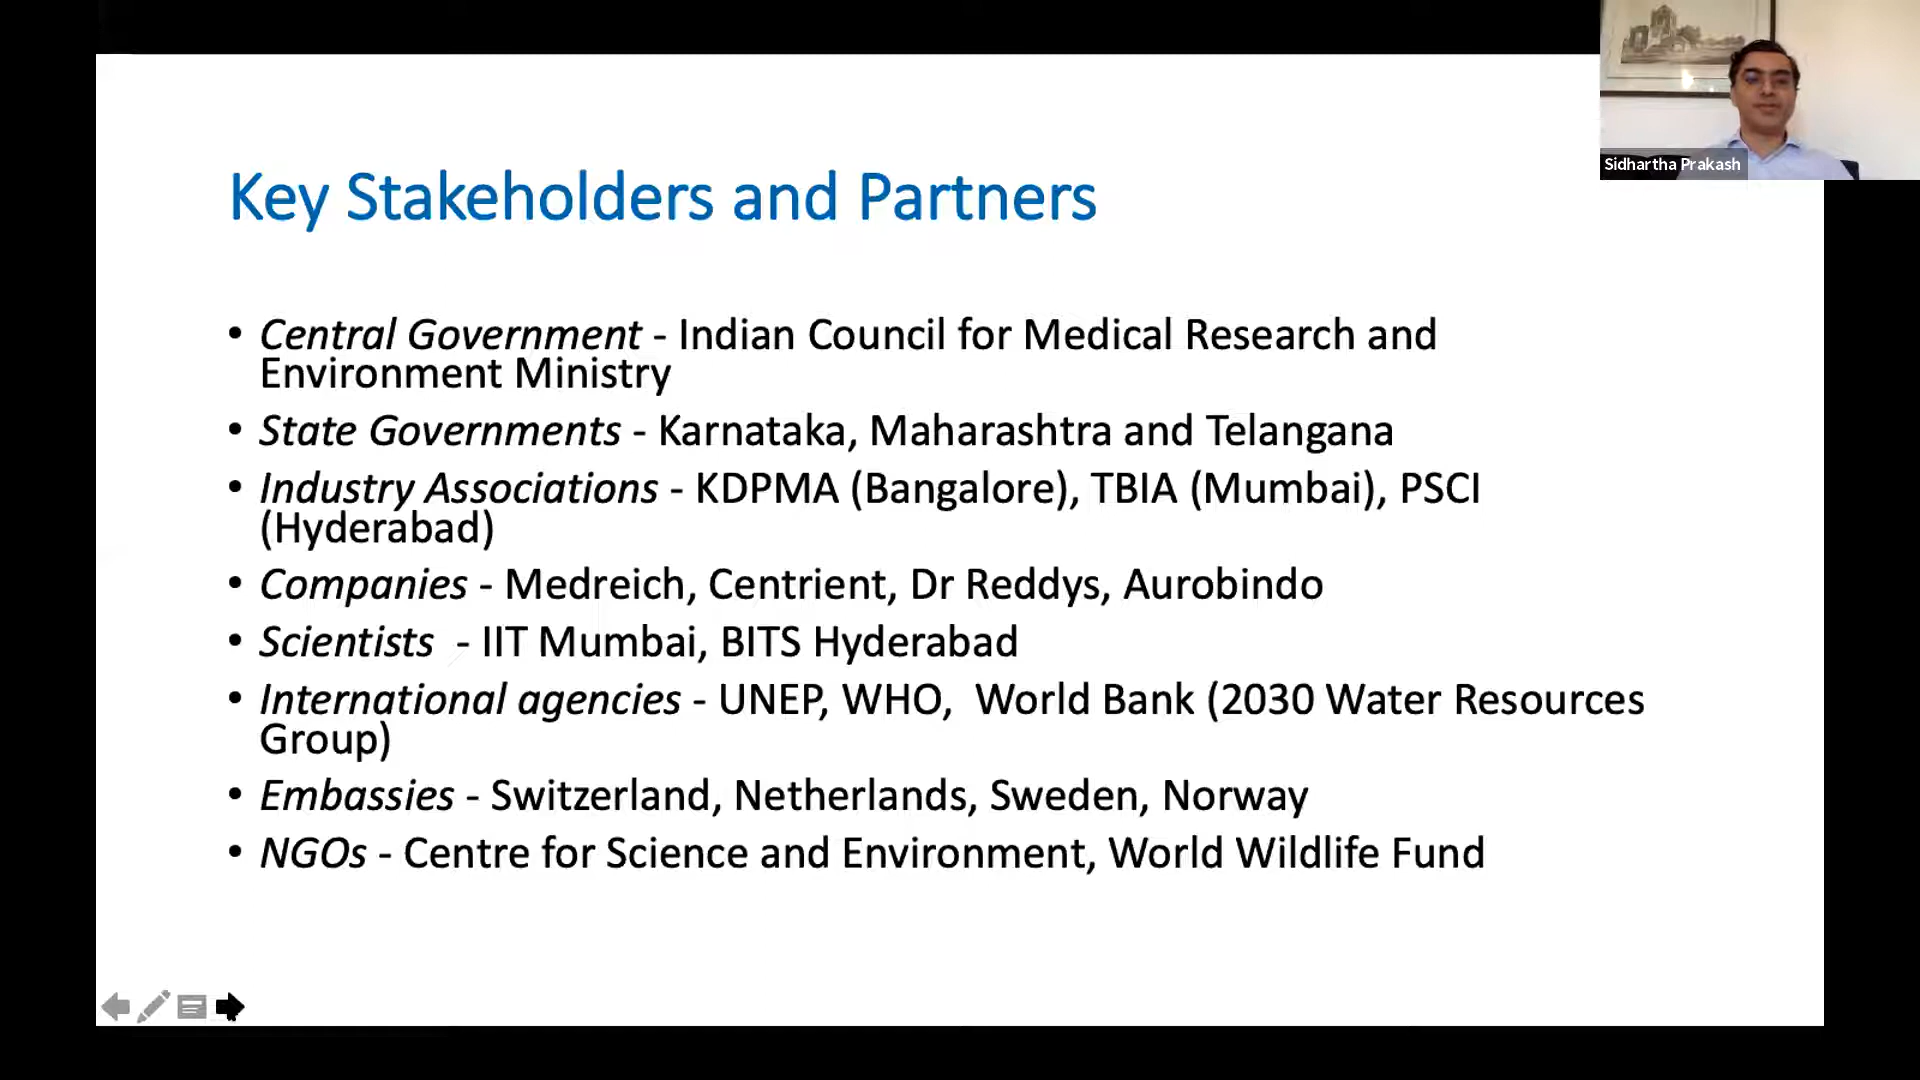 Sidhartha Prakash
Key Stakeholders and Partners
• Central Government - Indian Council for Medical Research and
Environment Ministry
• State Governments - Karnataka, Maharashtra and Telangana
• Industry Associations - KDPMA (Bangalore), TBIA (Mumbai), PSCI
(Hyderabad)
• Companies - Medreich, Centrient, Dr Reddys, Aurobindo
• Scientists - IIT Mumbai, BITS Hyderabad
• International agencies - UNEP, WHO, World Bank (2030 Water Resources
Group)
• Embassies - Switzerland, Netherlands, Sweden, Norway
• NGOs - Centre for Science and Environment, World Wildlife Fund